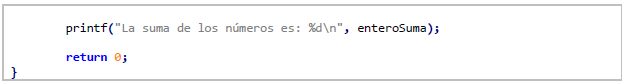 printf("La suma de los números es: %d\n", enteroSuma);
return 0;
}